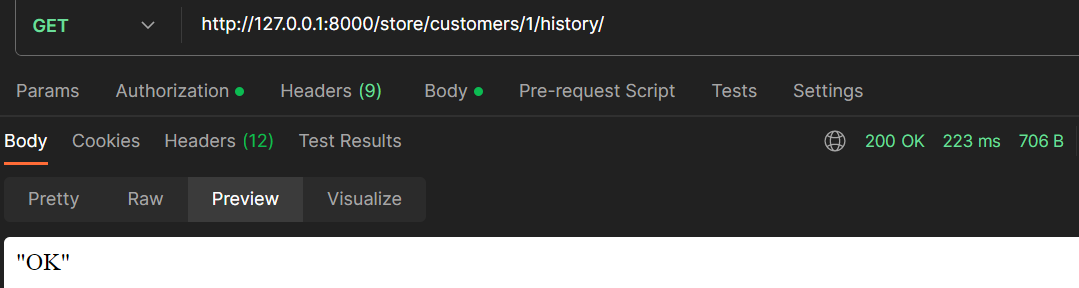 GET http://127.0.0.1:8000/store/customers/1/history/
Params Authorization Headers (9) Body Pre-request Script Tests Settings
Body Cookies Headers (12) Test Results 200 OK 223 ms 706 B
Pretty Raw Preview Visualize
"OK"